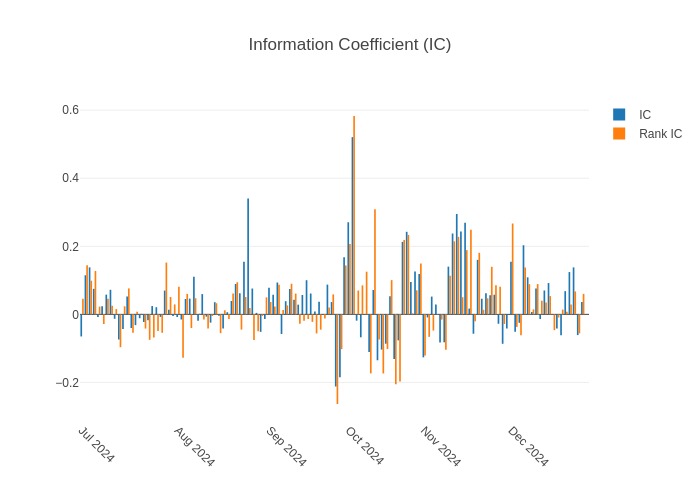 Information Coefficient (IC)
IC
Rank IC
0.6
0.4
0.2
0
−0.2
Jul 2024
Aug 2024
Sep 2024
Oct 2024
Nov 2024
Dec 2024